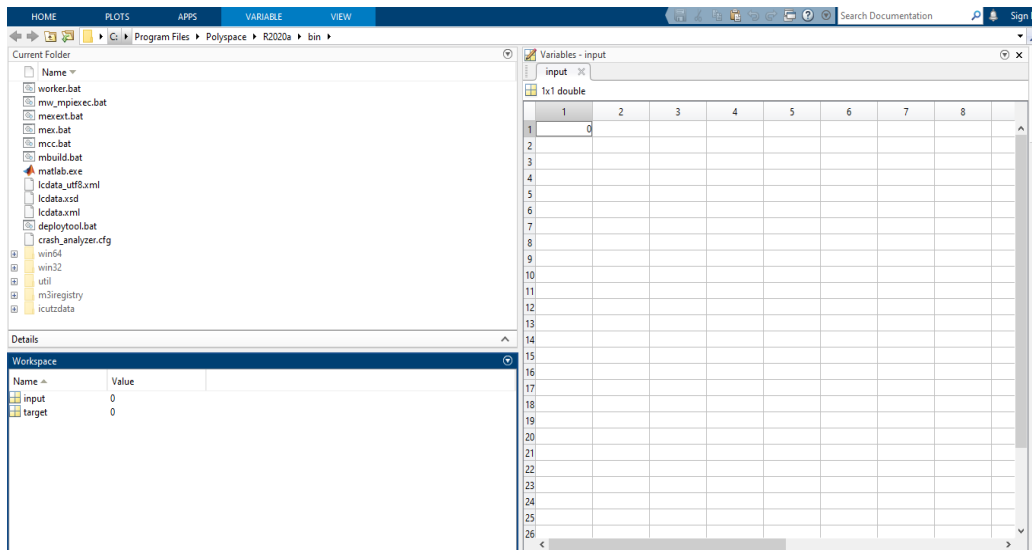 HOME PLOTS APPS VARIABLE VIEW Search Documentation Sign
C: Program Files Polyspace R2020a bin
Current Folder
Name
worker.bat
mw_mpiexec.bat
mexext.bat
mex.bat
mcc.bat
mbuild.bat
matlab.exe
lcdata_utf8.xml
lcdata.xsd
lcdata.xml
deploytool.bat
crash_analyzer.cfg
win64
win32
util
m3iregistry
icutzdata
Details
Workspace
Name Value
input 0
target 0
Variables - input
input
1x1 double
1 2 3 4 5 6 7 8
1 0
2
3
4
5
6
7
8
9
10
11
12
13
14
15
16
17
18
19
20
21
22
23
24
25
26